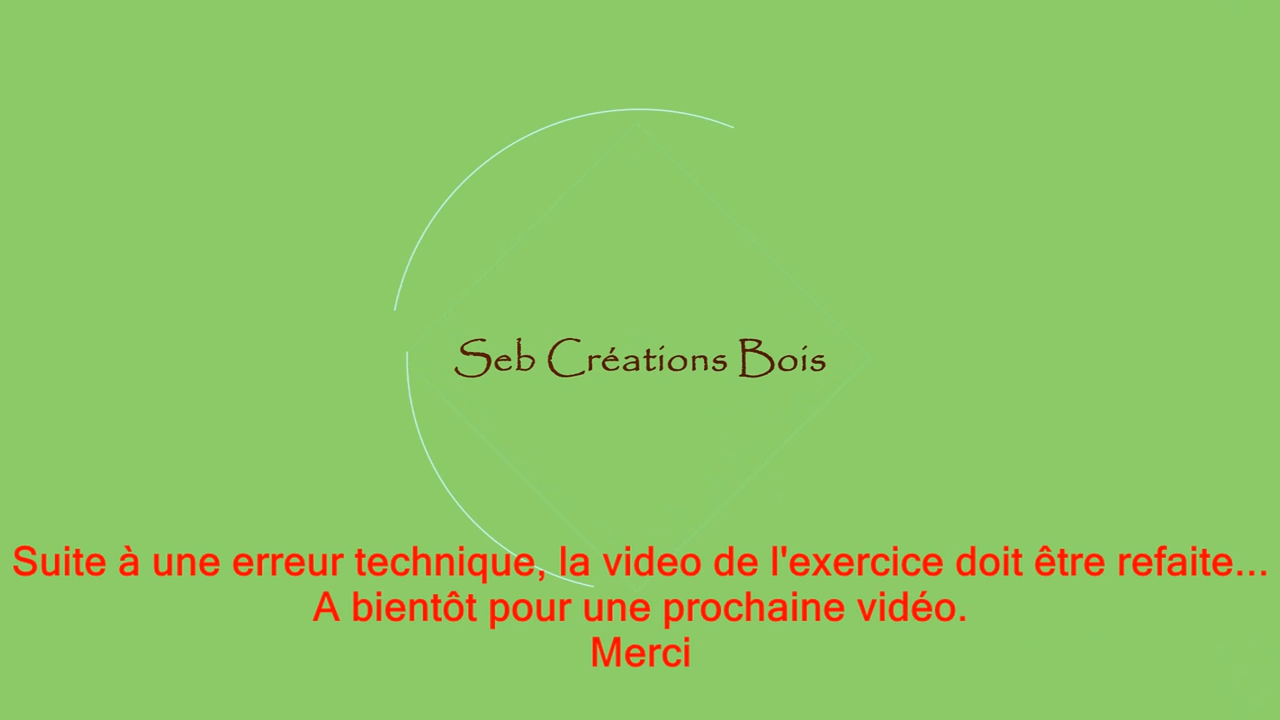 Seb Créations Bois
Suite à une erreur technique, la video de l'exercice doit être refaite...
A bientôt pour une prochaine vidéo.
Merci